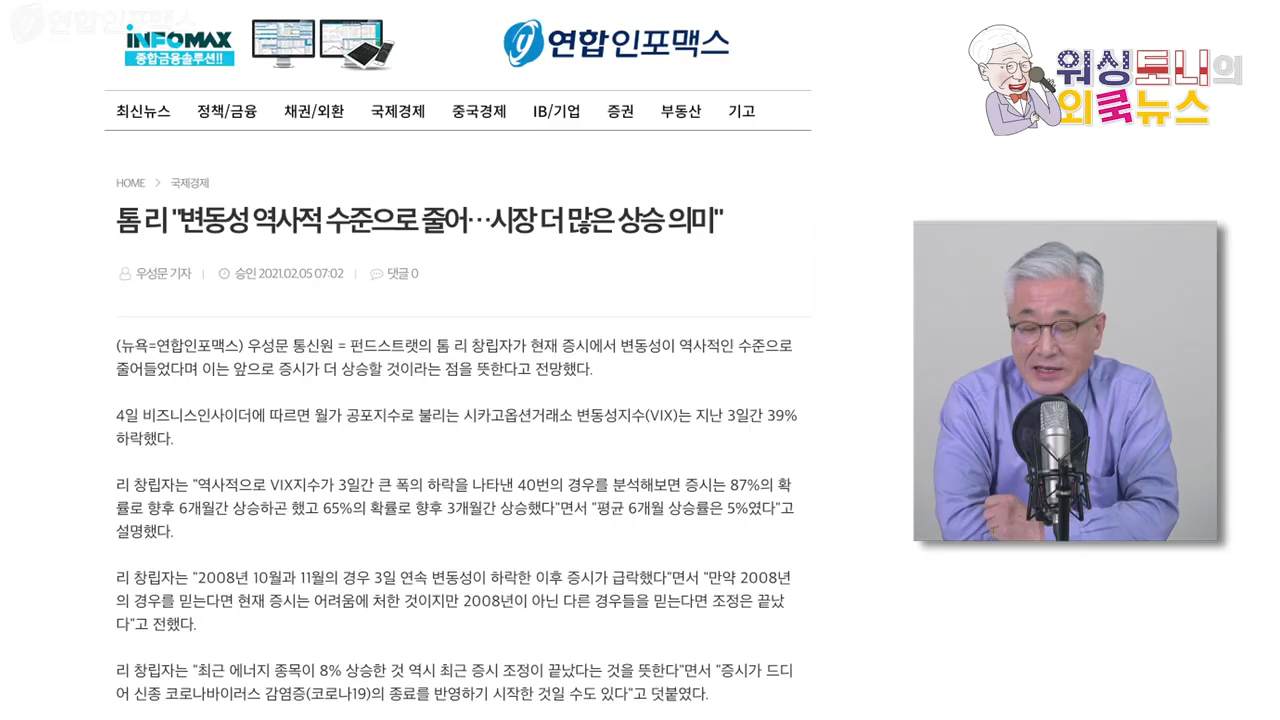 연합인포맥스
INFOMAX
종합금융솔루션!!
연합인포맥스
워싱토니의
외쿡뉴스
최신뉴스 정책/금융 채권/외환 국제경제 중국경제 IB/기업 증권 부동산 기고
HOME > 국제경제
톰 리 "변동성 역사적 수준으로 줄어…시장 더 많은 상승 의미"
우성문 기자 | 승인 2021.02.05 07:02 | 댓글 0
(뉴욕=연합인포맥스) 우성문 통신원 = 펀드스트랫의 톰 리 창립자가 현재 증시에서 변동성이 역사적인 수준으로
줄어들었다며 이는 앞으로 증시가 더 상승할 것이라는 점을 뜻한다고 전망했다.
4일 비즈니스인사이더에 따르면 월가 공포지수로 불리는 시카고옵션거래소 변동성지수(VIX)는 지난 3일간 39%
하락했다.
리 창립자는 "역사적으로 VIX지수가 3일간 큰 폭의 하락을 나타낸 40번의 경우를 분석해보면 증시는 87%의 확
률로 향후 6개월간 상승하곤 했고 65%의 확률로 향후 3개월간 상승했다"면서 "평균 6개월 상승률은 5%였다"고
설명했다.
리 창립자는 "2008년 10월과 11월의 경우 3일 연속 변동성이 하락한 이후 증시가 급락했다"면서 "만약 2008년
의 경우를 믿는다면 현재 증시는 어려움에 처한 것이지만 2008년이 아닌 다른 경우들을 믿는다면 조정은 끝났
다"고 전했다.
리 창립자는 "최근 에너지 종목이 8% 상승한 것 역시 최근 증시 조정이 끝났다는 것을 뜻한다"면서 "증시가 드디
어 신종 코로나바이러스 감염증(코로나19)의 종료를 반영하기 시작한 것일 수도 있다"고 덧붙였다.